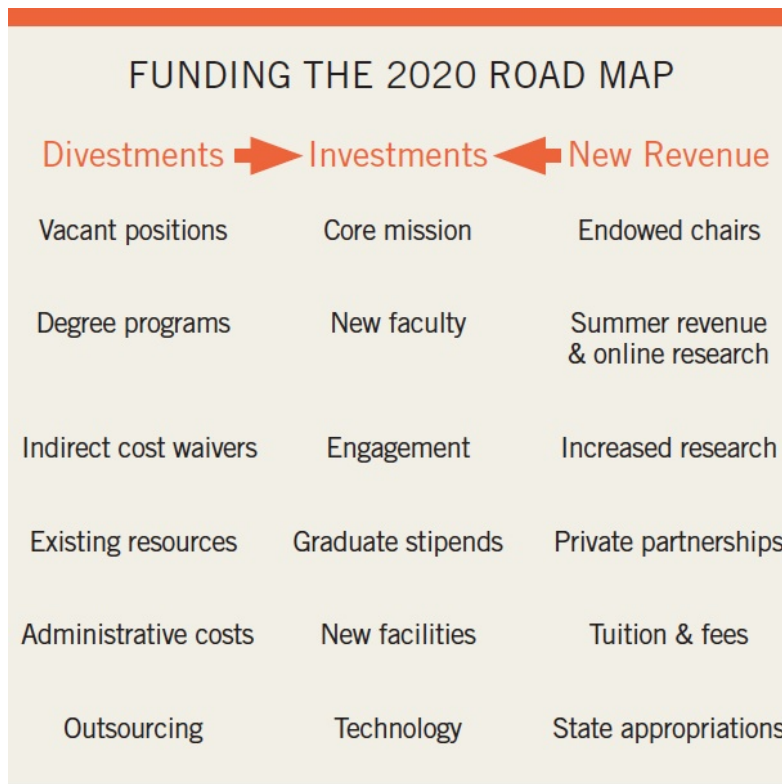 FUNDING THE 2020 ROAD MAP
Divestments Investments New Revenue
Vacant positions Core mission Endowed chairs
Degree programs New faculty Summer revenue
& online research
Indirect cost waivers Engagement Increased research
Existing resources Graduate stipends Private partnerships
Administrative costs New facilities Tuition & fees
Outsourcing Technology State appropriations